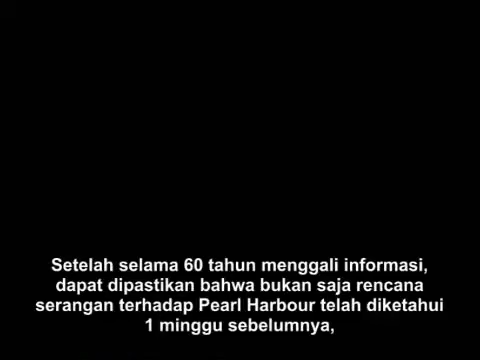 Setelah selama 60 tahun menggali informasi,
dapat dipastikan bahwa bukan saja rencana
serangan terhadap Pearl Harbour telah diketahui
1 minggu sebelumnya,